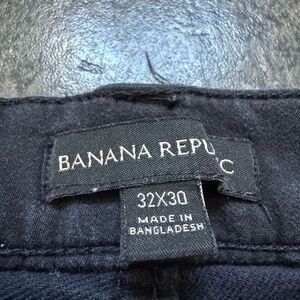 BANANA REPU
C
32X30
MADE IN
BANGLADESH